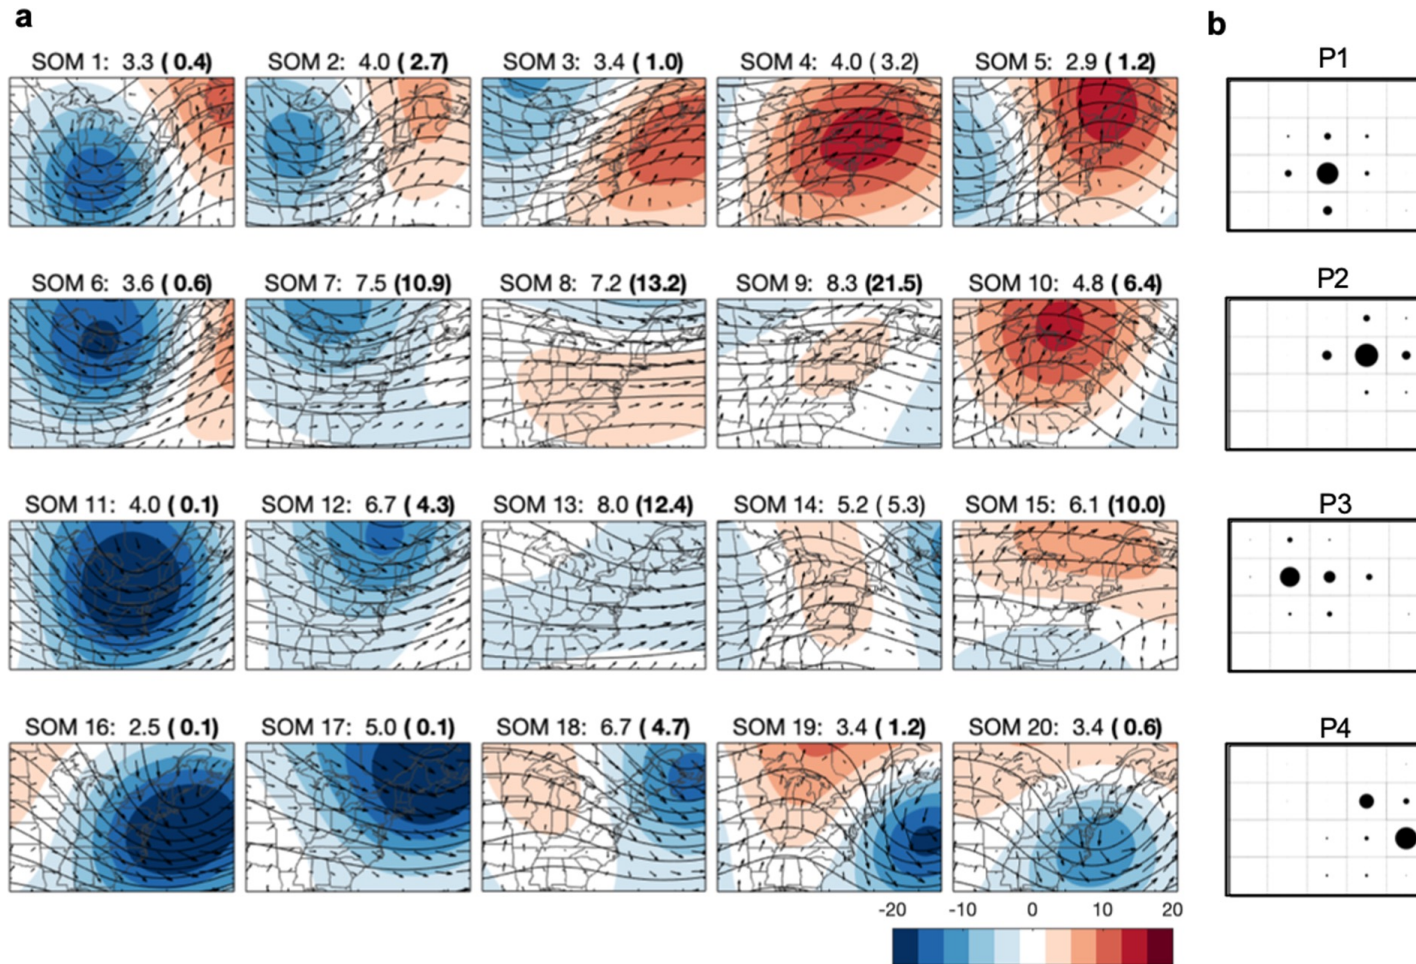 a
b
SOM 1: 3.3 ( 0.4)
SOM 2: 4.0 ( 2.7)
SOM 3: 3.4 ( 1.0)
SOM 4: 4.0 ( 3.2)
SOM 5: 2.9 ( 1.2)
P1
SOM 6: 3.6 ( 0.6)
SOM 7: 7.5 (10.9)
SOM 8: 7.2 (13.2)
SOM 9: 8.3 (21.5)
SOM 10: 4.8 ( 6.4)
P2
SOM 11: 4.0 ( 0.1)
SOM 12: 6.7 ( 4.3)
SOM 13: 8.0 (12.4)
SOM 14: 5.2 ( 5.3)
SOM 15: 6.1 (10.0)
P3
SOM 16: 2.5 ( 0.1)
SOM 17: 5.0 ( 0.1)
SOM 18: 6.7 ( 4.7)
SOM 19: 3.4 ( 1.2)
SOM 20: 3.4 ( 0.6)
P4
-20 -10 0 10 20